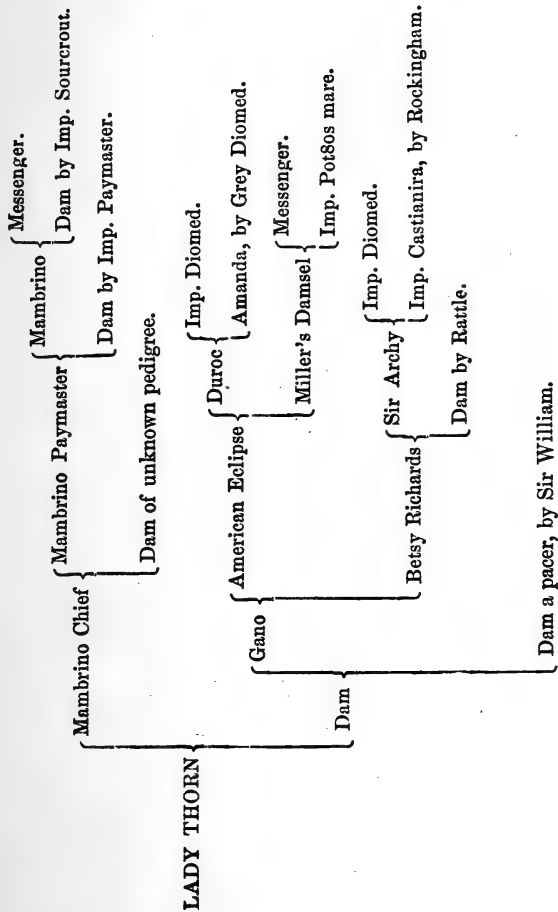 LADY THORN
Mambrino Chief
Mambrino Paymaster
Mambrino
Messenger.
Dam by Imp. Sourcrout.
Dam by Imp. Paymaster.
Dam of unknown pedigree.
Dam
Gano
American Eclipse
Duroc
Imp. Diomed.
Amanda, by Grey Diomed.
Miller's Damsel
Messenger.
Imp. Pot8os mare.
Betsy Richards
Sir Archy
Imp. Diomed.
Imp. Castianira, by Rockingham.
Dam by Rattle.
Dam a pacer, by Sir William.